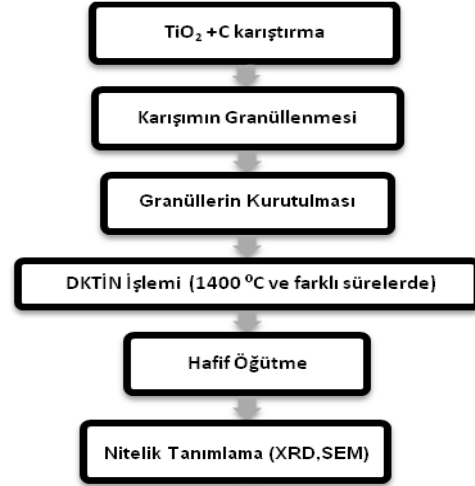 TiO₂ +C karıştırma
Karışımın Granüllenmesi
Granüllerin Kurutulması
DKTİN İşlemi (1400 ⁰C ve farklı sürelerde)
Hafif Öğütme
Nitelik Tanımlama (XRD,SEM)